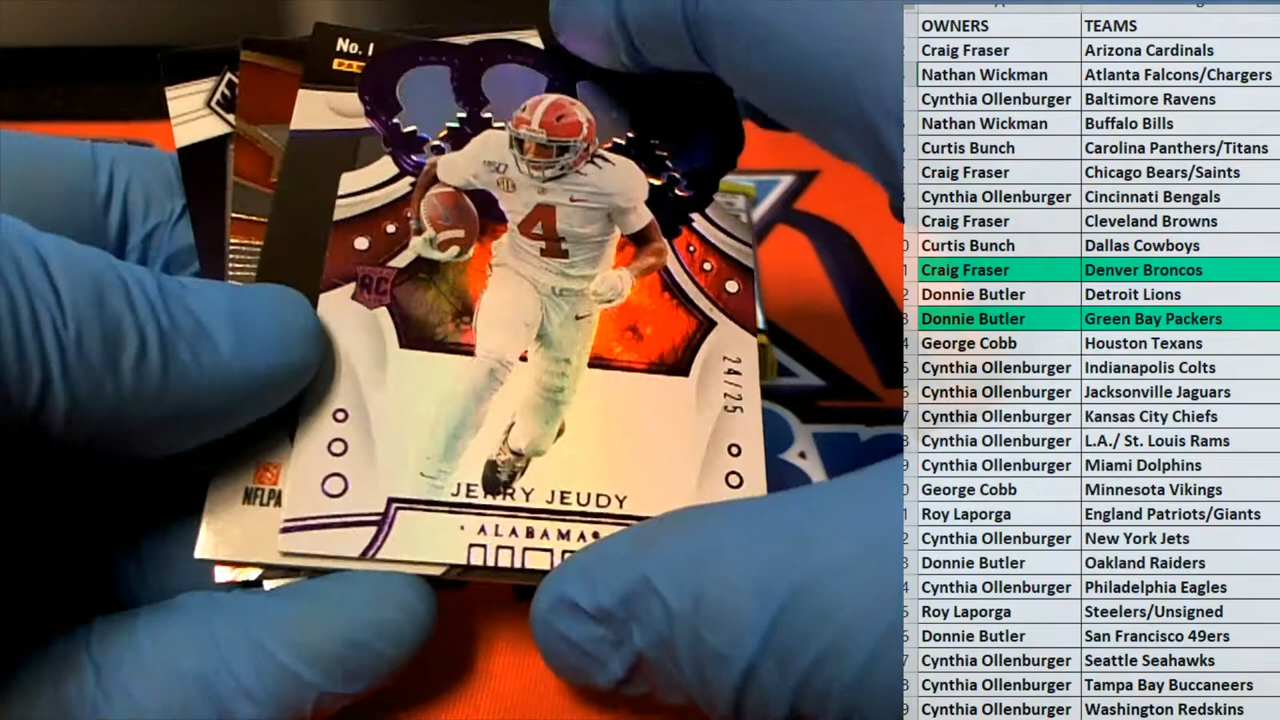 No.
PAN
150
SEC
4
RC
24/25
NFLPA
JERRY JEUDY
ALABAMA
OWNERS TEAMS
Craig Fraser Arizona Cardinals
Nathan Wickman Atlanta Falcons/Chargers
Cynthia Ollenburger Baltimore Ravens
Nathan Wickman Buffalo Bills
Curtis Bunch Carolina Panthers/Titans
Craig Fraser Chicago Bears/Saints
Cynthia Ollenburger Cincinnati Bengals
Craig Fraser Cleveland Browns
Curtis Bunch Dallas Cowboys
Craig Fraser Denver Broncos
Donnie Butler Detroit Lions
Donnie Butler Green Bay Packers
George Cobb Houston Texans
Cynthia Ollenburger Indianapolis Colts
Cynthia Ollenburger Jacksonville Jaguars
Cynthia Ollenburger Kansas City Chiefs
Cynthia Ollenburger L.A./ St. Louis Rams
Cynthia Ollenburger Miami Dolphins
George Cobb Minnesota Vikings
Roy Laporga England Patriots/Giants
Cynthia Ollenburger New York Jets
Donnie Butler Oakland Raiders
Cynthia Ollenburger Philadelphia Eagles
Roy Laporga Steelers/Unsigned
Donnie Butler San Francisco 49ers
Cynthia Ollenburger Seattle Seahawks
Cynthia Ollenburger Tampa Bay Buccaneers
Cynthia Ollenburger Washington Redskins